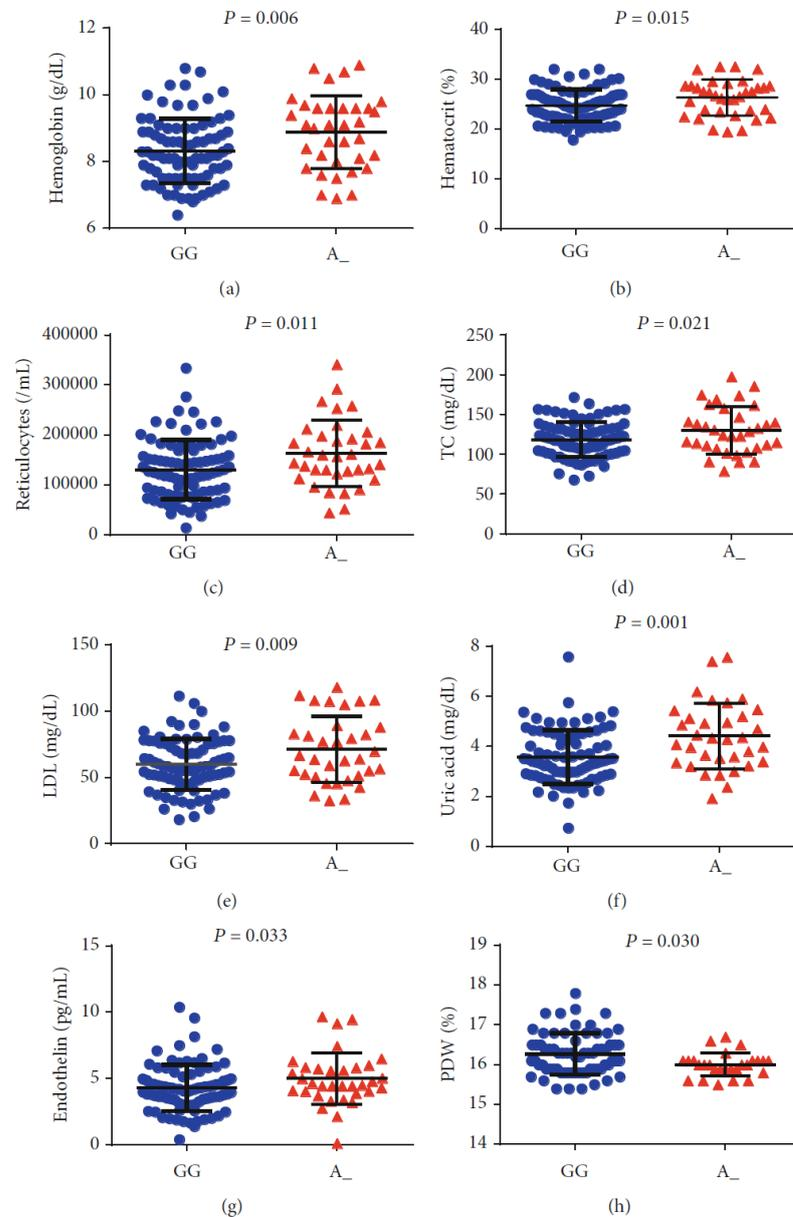 P = 0.006
Hemoglobin (g/dL)
12
10
8
6
GG A_
(a)
P = 0.015
Hematocrit (%)
40
30
20
10
0
GG A_
(b)
P = 0.011
Reticulocytes (/mL)
400000
300000
200000
100000
0
GG A_
(c)
P = 0.021
TC (mg/dL)
250
200
150
100
50
0
GG A_
(d)
P = 0.009
LDL (mg/dL)
150
100
50
0
GG A_
(e)
P = 0.001
Uric acid (mg/dL)
8
6
4
2
0
GG A_
(f)
P = 0.033
Endothelin (pg/mL)
15
10
5
0
GG A_
(g)
P = 0.030
PDW (%)
19
18
17
16
15
14
GG A_
(h)